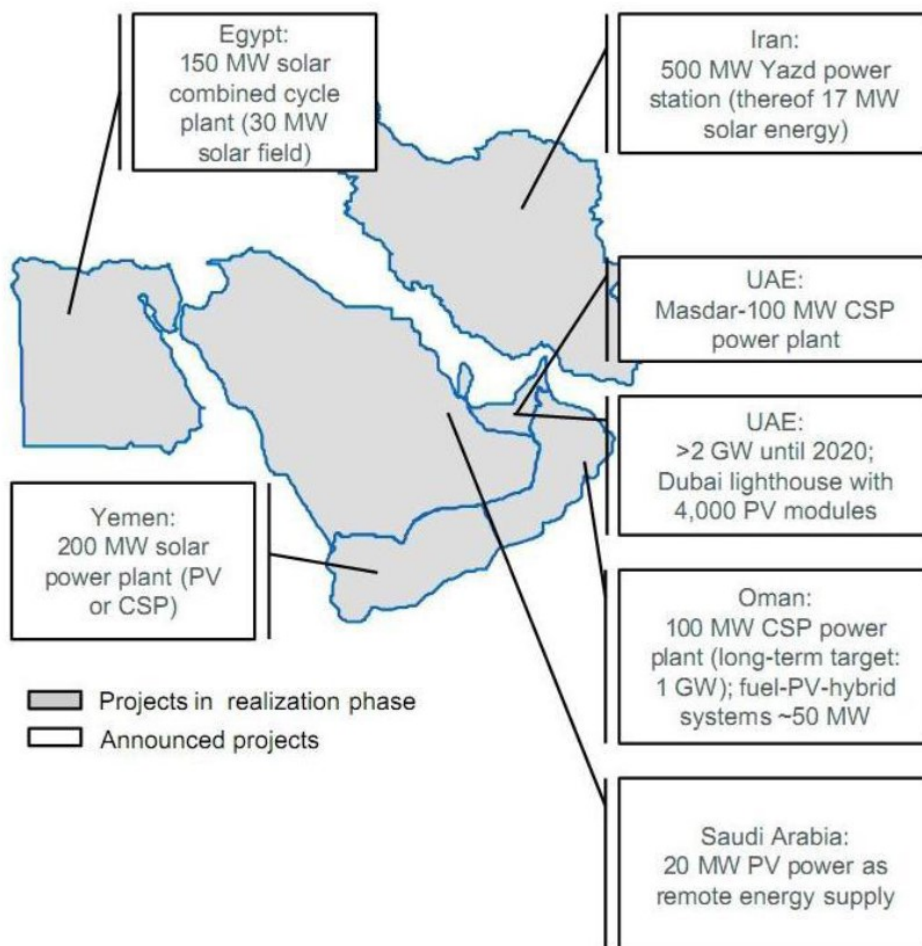 Egypt:
150 MW solar
combined cycle
plant (30 MW
solar field)
Iran:
500 MW Yazd power
station (thereof 17 MW
solar energy)
UAE:
Masdar-100 MW CSP
power plant
UAE:
>2 GW until 2020;
Dubai lighthouse with
4,000 PV modules
Yemen:
200 MW solar
power plant (PV
or CSP)
Oman:
100 MW CSP power
plant (long-term target:
1 GW); fuel-PV-hybrid
systems ~50 MW
Projects in realization phase
Announced projects
Saudi Arabia:
20 MW PV power as
remote energy supply